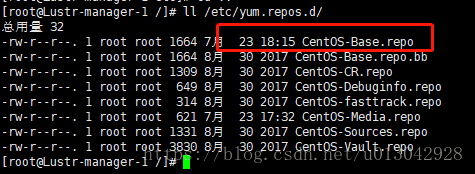 [root@Lustr-manager-1 ~]# ll /etc/yum.repos.d/
总用量 32
-rw-r--r--. 1 root root 1664 7月 23 18:15 CentOS-Base.repo
-rw-r--r--. 1 root root 1664 8月 30 2017 CentOS-Base.repo.bb
-rw-r--r--. 1 root root 1309 8月 30 2017 CentOS-CR.repo
-rw-r--r--. 1 root root 649 8月 30 2017 CentOS-Debuginfo.repo
-rw-r--r--. 1 root root 314 8月 30 2017 CentOS-fasttrack.repo
-rw-r--r--. 1 root root 621 7月 23 17:32 CentOS-Media.repo
-rw-r--r--. 1 root root 1331 8月 30 2017 CentOS-Sources.repo
-rw-r--r--. 1 root root 3830 8月 30 2017 CentOS-Vault.repo
[root@Lustr-manager-1 ~]#
https://blog.csdn.net/u013042928